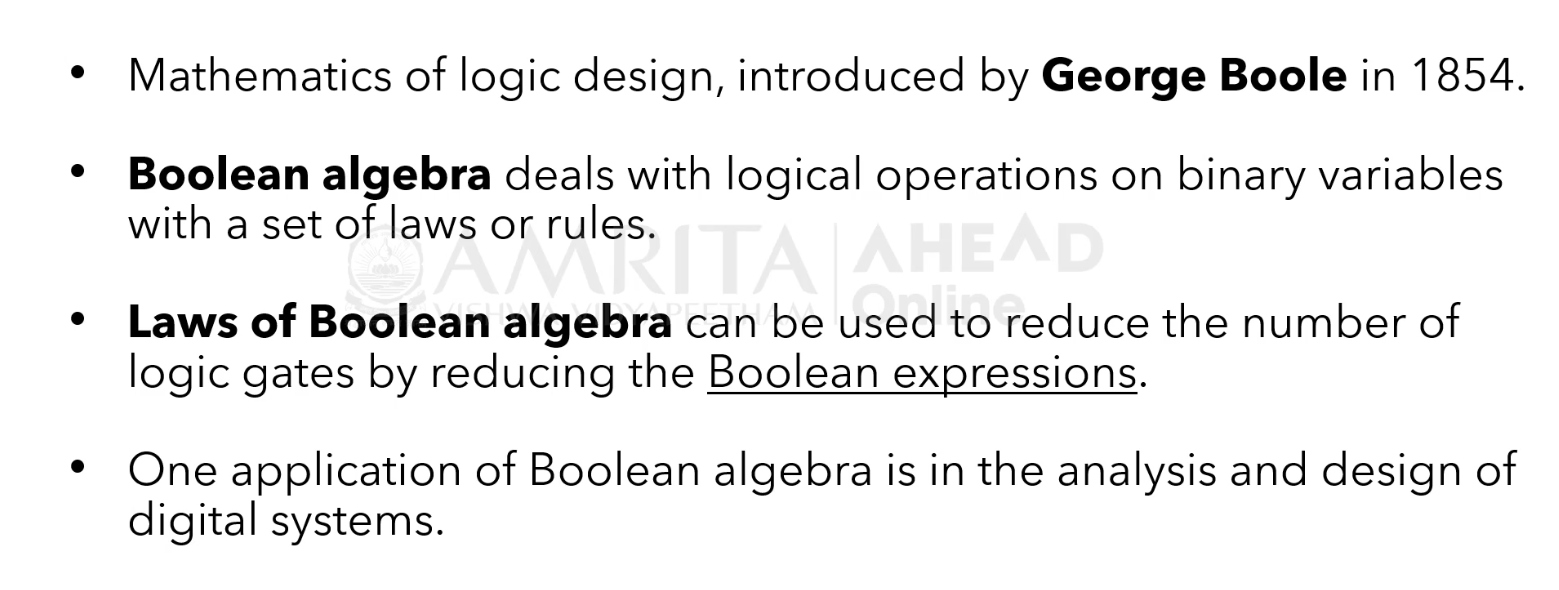 • Mathematics of logic design, introduced by George Boole in 1854.
• Boolean algebra deals with logical operations on binary variables
with a set of laws or rules.
AMRITA AHEAD
VISHWA VIDYAPEETHAM Online
• Laws of Boolean algebra can be used to reduce the number of
logic gates by reducing the Boolean expressions.
• One application of Boolean algebra is in the analysis and design of
digital systems.